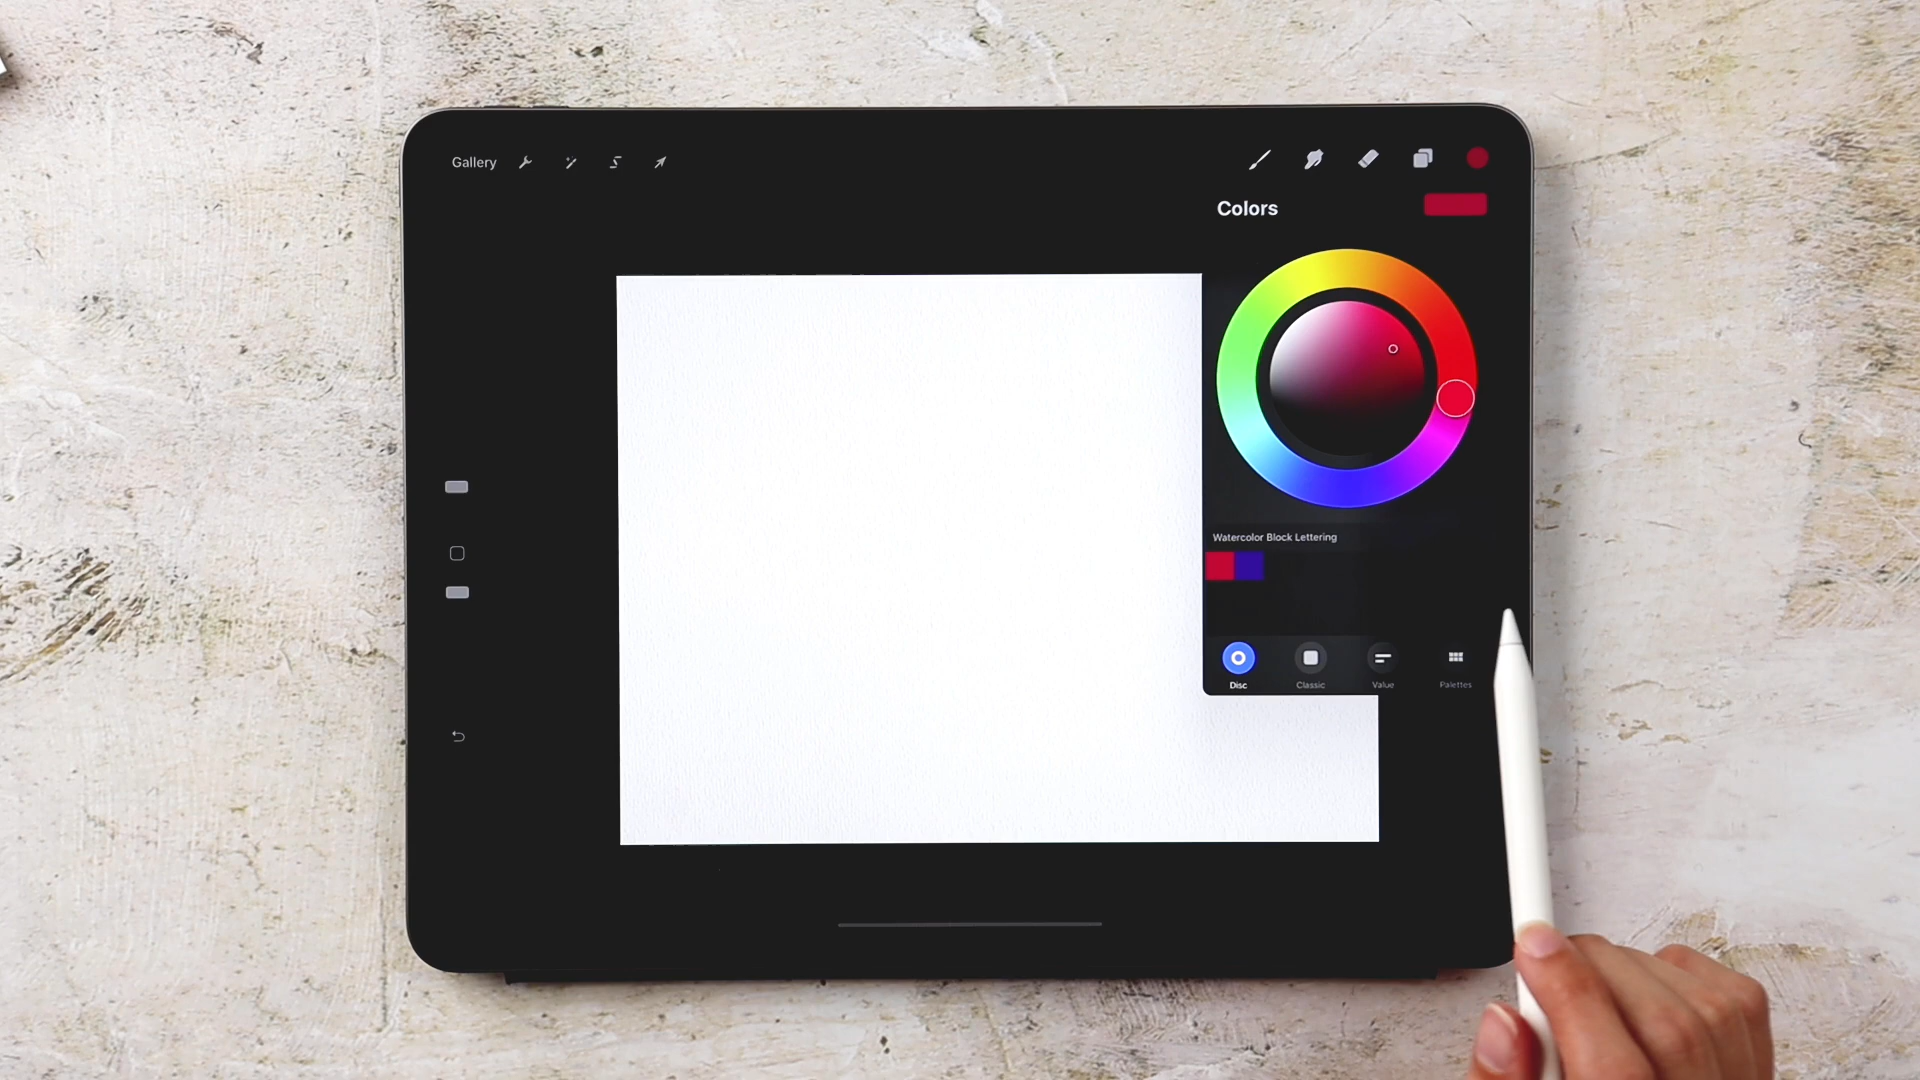 Gallery
Colors
Watercolor Block Lettering
Disc
Classic
Value
Palettes